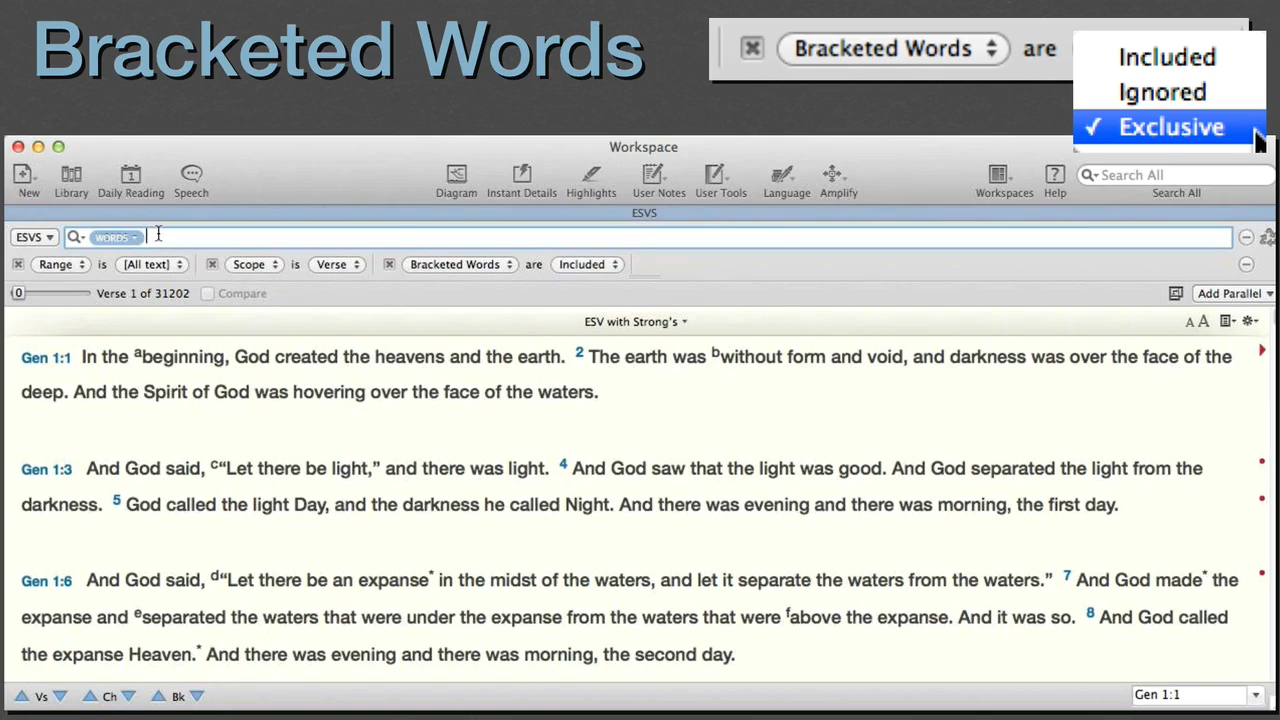 Bracketed Words
Bracketed Words are
Included
Ignored
✓ Exclusive
Workspace
New Library Daily Reading Speech Diagram Instant Details Highlights User Notes User Tools Language Amplify Workspaces Help Search All
Search All
ESVS
ESVS WORDS
Range is [All text] Scope is Verse Bracketed Words are Included
0 Verse 1 of 31202 Compare Add Parallel
ESV with Strong's
A A
Gen 1:1 In the abeginning, God created the heavens and the earth. 2 The earth was bwithout form and void, and darkness was over the face of the
deep. And the Spirit of God was hovering over the face of the waters.
Gen 1:3 And God said, c“Let there be light,” and there was light. 4 And God saw that the light was good. And God separated the light from the
darkness. 5 God called the light Day, and the darkness he called Night. And there was evening and there was morning, the first day.
Gen 1:6 And God said, d“Let there be an expanse* in the midst of the waters, and let it separate the waters from the waters.” 7 And God made* the
expanse and eseparated the waters that were under the expanse from the waters that were fabove the expanse. And it was so. 8 And God called
the expanse Heaven.* And there was evening and there was morning, the second day.
Vs Ch Bk Gen 1:1